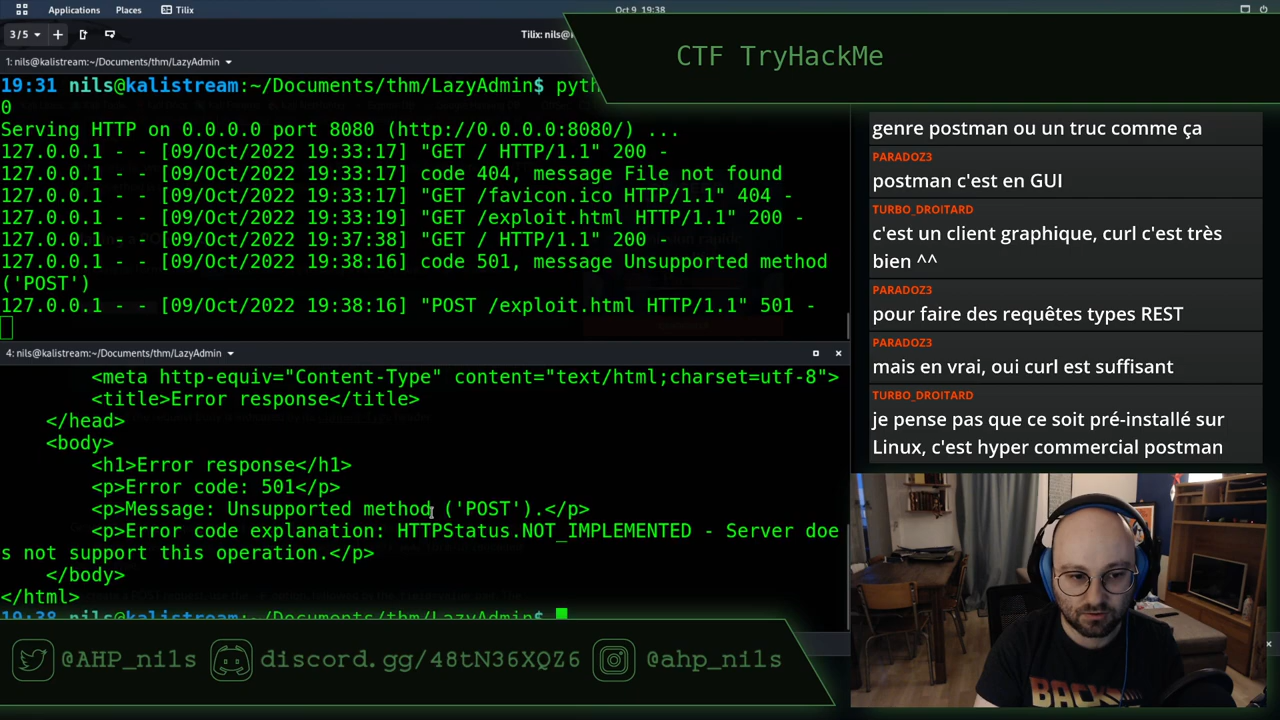 Applications Places Tilix
Oct 9 19:38
3/5
Tilix: nils@
CTF TryHackMe
1: nils@kalistream:~/Documents/thm/LazyAdmin
19:31 nils@kalistream:~/Documents/thm/LazyAdmin$ pyth
0
Serving HTTP on 0.0.0.0 port 8080 (http://0.0.0.0:8080/) ...
127.0.0.1 - - [09/Oct/2022 19:33:17] "GET / HTTP/1.1" 200 -
127.0.0.1 - - [09/Oct/2022 19:33:17] code 404, message File not found
127.0.0.1 - - [09/Oct/2022 19:33:17] "GET /favicon.ico HTTP/1.1" 404 -
127.0.0.1 - - [09/Oct/2022 19:33:19] "GET /exploit.html HTTP/1.1" 200 -
127.0.0.1 - - [09/Oct/2022 19:37:38] "GET / HTTP/1.1" 200 -
127.0.0.1 - - [09/Oct/2022 19:38:16] code 501, message Unsupported method
('POST')
127.0.0.1 - - [09/Oct/2022 19:38:16] "POST /exploit.html HTTP/1.1" 501 -
4: nils@kalistream:~/Documents/thm/LazyAdmin
<meta http-equiv="Content-Type" content="text/html;charset=utf-8">
<title>Error response</title>
</head>
<body>
<h1>Error response</h1>
<p>Error code: 501</p>
<p>Message: Unsupported method ('POST').</p>
<p>Error code explanation: HTTPStatus.NOT_IMPLEMENTED - Server doe
s not support this operation.</p>
</body>
</html>
19:38 nils@kalistream:~/Documents/thm/LazyAdmin$
genre postman ou un truc comme ça
PARADOZ3
postman c'est en GUI
TURBO_DROITARD
c'est un client graphique, curl c'est très
bien ^^
PARADOZ3
pour faire des requêtes types REST
PARADOZ3
mais en vrai, oui curl est suffisant
TURBO_DROITARD
je pense pas que ce soit pré-installé sur
Linux, c'est hyper commercial postman
@AHP_nils discord.gg/48tN36XQZ6 @ahp_nils